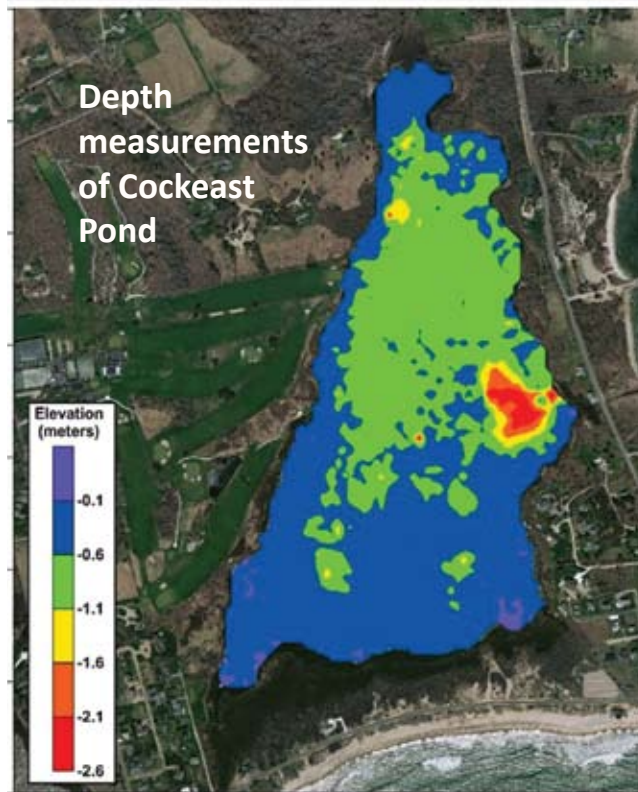 Depth
measurements
of Cockeast
Pond
Elevation
(meters)
-0.1
-0.6
-1.1
-1.6
-2.1
-2.6